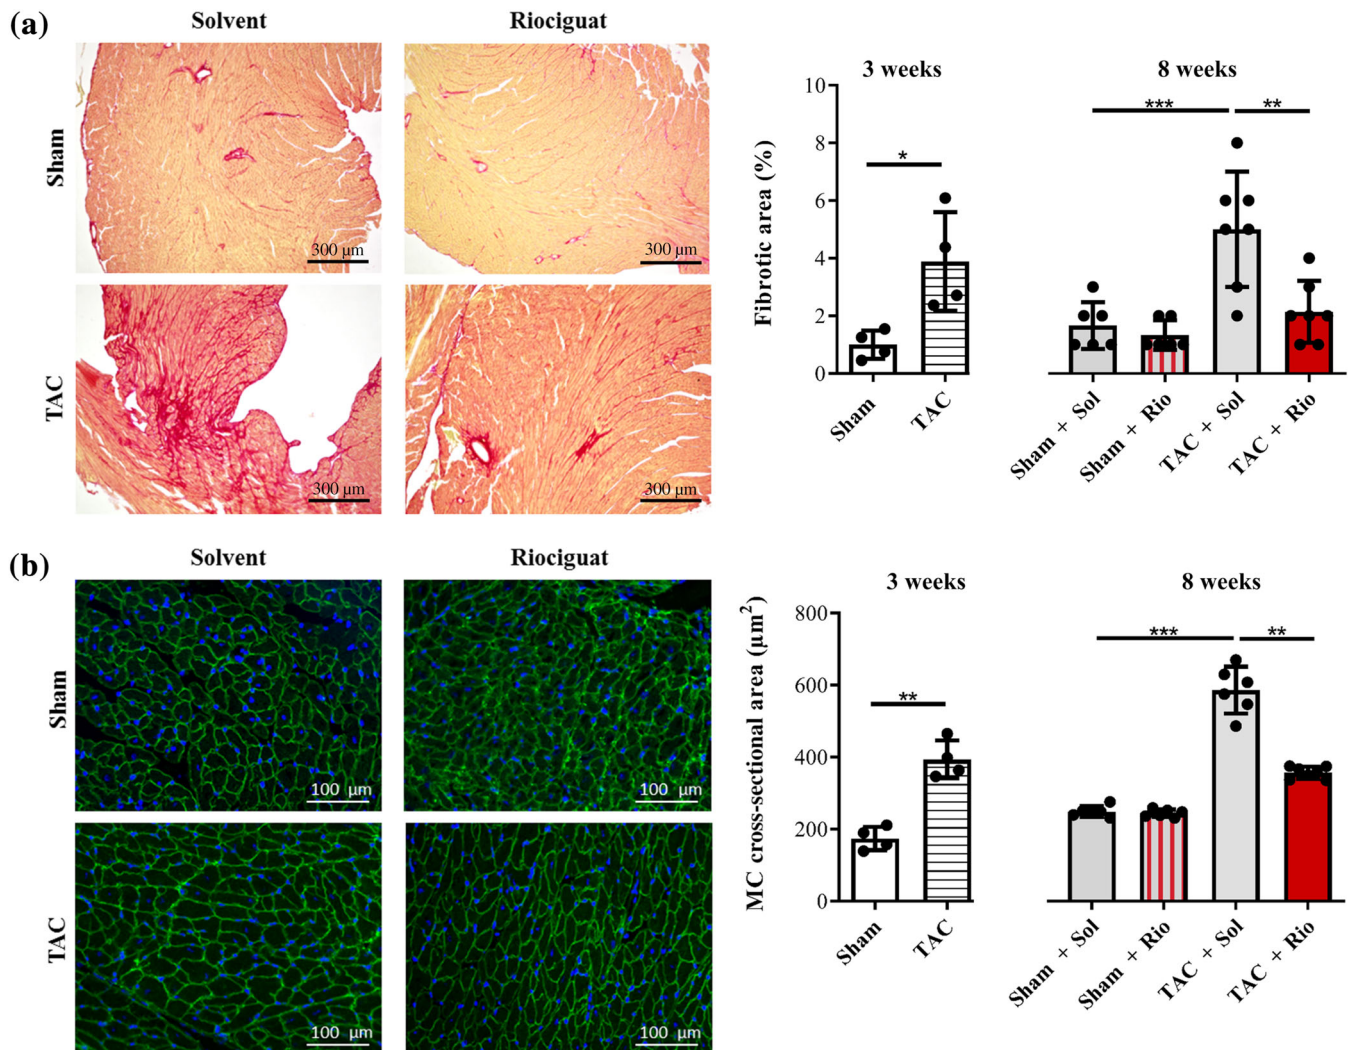 (a)
Solvent
Riociguat
Sham
TAC
300 µm
300 µm
300 µm
300 µm
3 weeks
8 weeks
Fibrotic area (%)
10
8
6
4
2
0
*
***
**
Sham
TAC
Sham + Sol
Sham + Rio
TAC + Sol
TAC + Rio
(b)
Solvent
Riociguat
Sham
TAC
100 µm
100 µm
100 µm
100 µm
3 weeks
8 weeks
MC cross-sectional area (µm²)
800
600
400
200
0
**
***
**
Sham
TAC
Sham + Sol
Sham + Rio
TAC + Sol
TAC + Rio